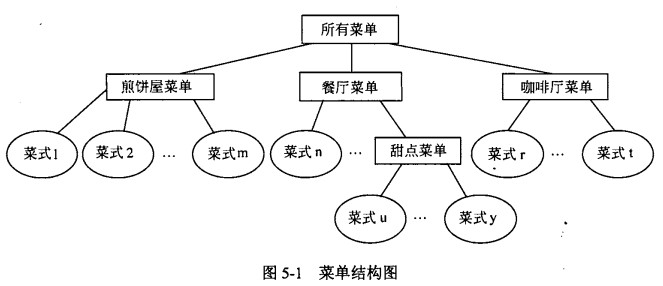 所有菜单
煎饼屋菜单 餐厅菜单 咖啡厅菜单
菜式1 菜式2 … 菜式m 菜式n … 甜点菜单 菜式r … 菜式t
菜式u … 菜式y
图 5-1 菜单结构图